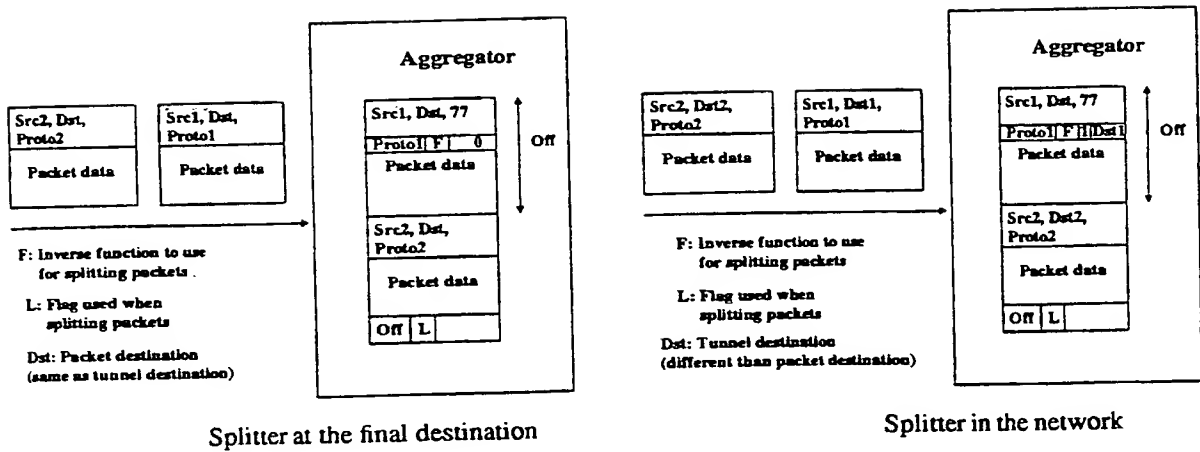 Aggregator
Src2, Dst,
Proto2
Packet data
Src1, Dst,
Proto1
Packet data
Src1, Dst, 77
Proto1 F 0
Packet data
Src2, Dst,
Proto2
Packet data
Off L
Off
F: Inverse function to use
for splitting packets .
L: Flag used when
splitting packets
Dst: Packet destination
(same as tunnel destination)
Splitter at the final destination
Aggregator
Src2, Dst2,
Proto2
Packet data
Src1, Dst1,
Proto1
Packet data
Src1, Dst, 77
Proto1 F 1 Dst1
Packet data
Src2, Dst2,
Proto2
Packet data
Off L
Off
F: Inverse function to use
for splitting packets
L: Flag used when
splitting packets
Dst: Tunnel destination
(different than packet destination)
Splitter in the network